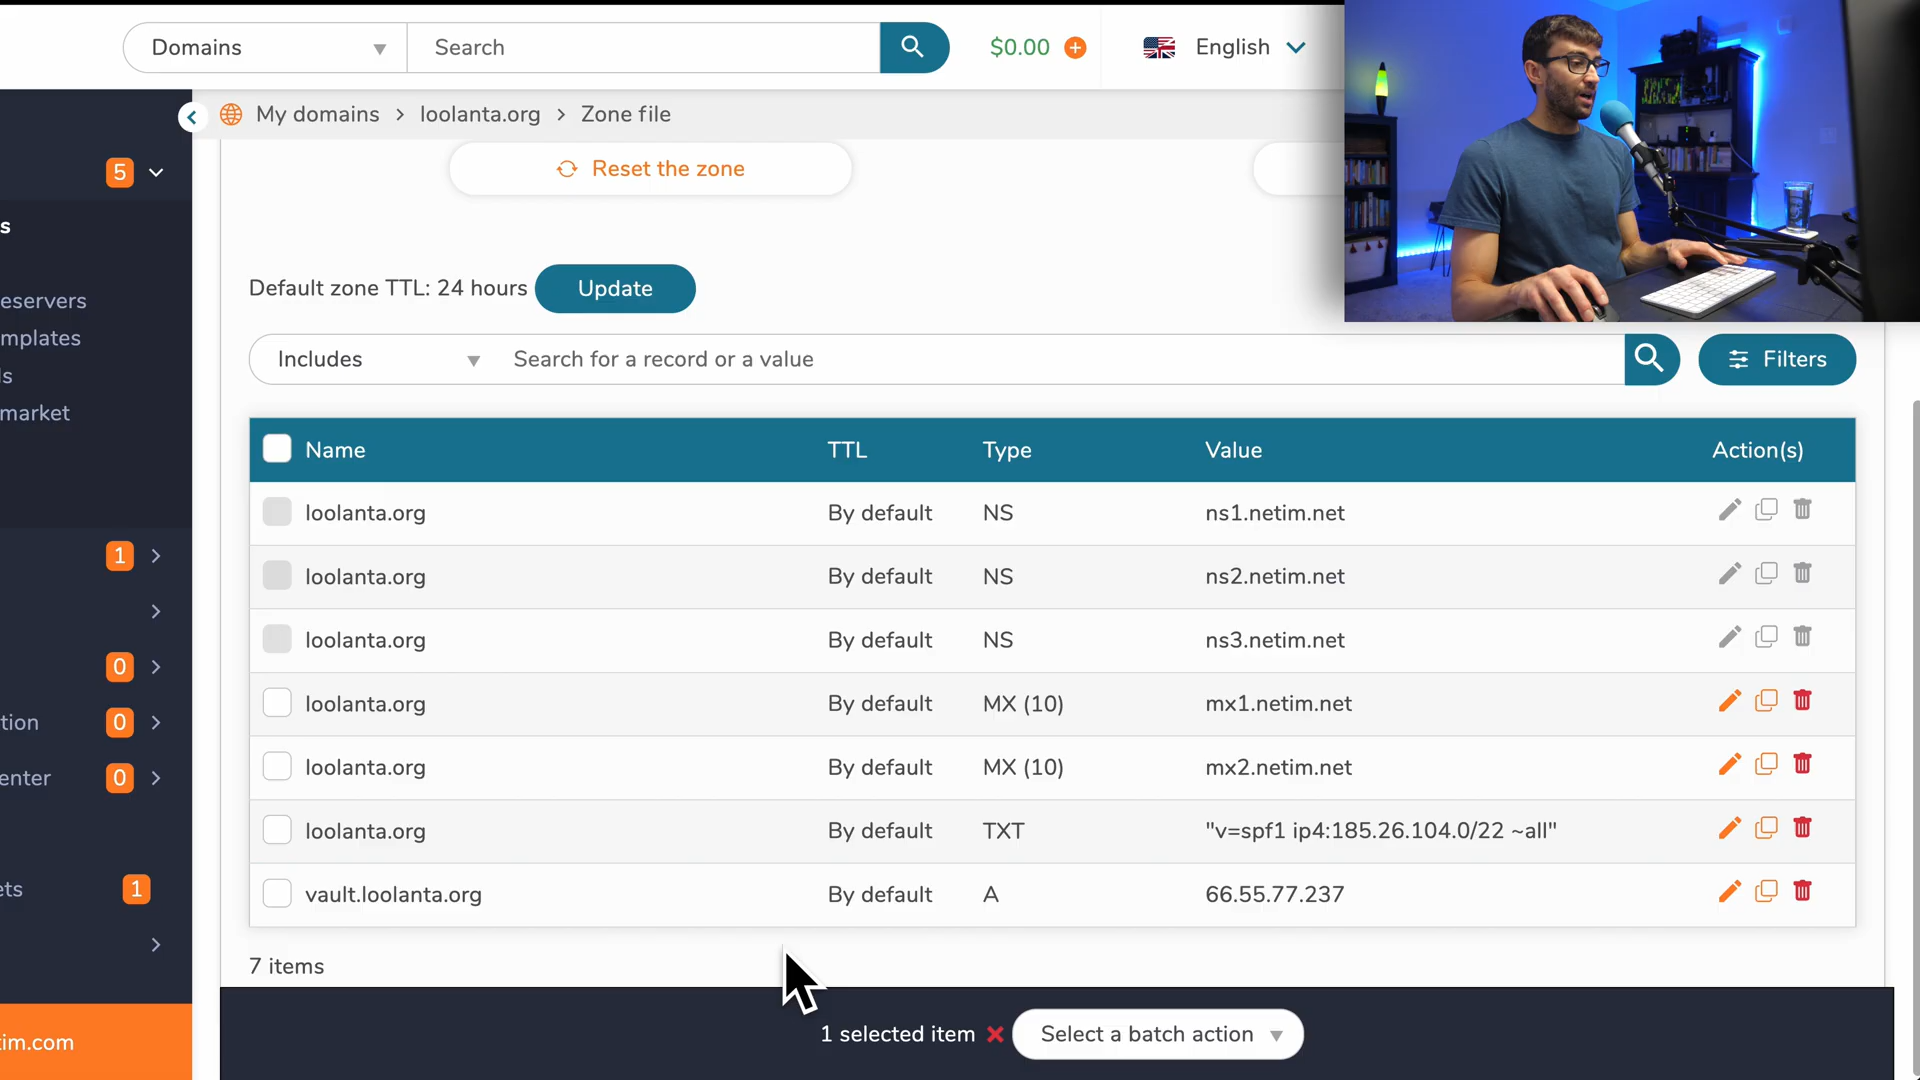 Domains
Search
$0.00
English
My domains > loolanta.org > Zone file
5
Reset the zone
s
Default zone TTL: 24 hours
Update
eservers
mplates
ls
market
Includes
Search for a record or a value
Filters
Name TTL Type Value Action(s)
loolanta.org By default NS ns1.netim.net
loolanta.org By default NS ns2.netim.net
1
loolanta.org By default NS ns3.netim.net
0
loolanta.org By default MX (10) mx1.netim.net
tion 0
loolanta.org By default MX (10) mx2.netim.net
enter 0
loolanta.org By default TXT "v=spf1 ip4:185.26.104.0/22 ~all"
vault.loolanta.org By default A 66.55.77.237
ets 1
7 items
im.com
1 selected item
Select a batch action